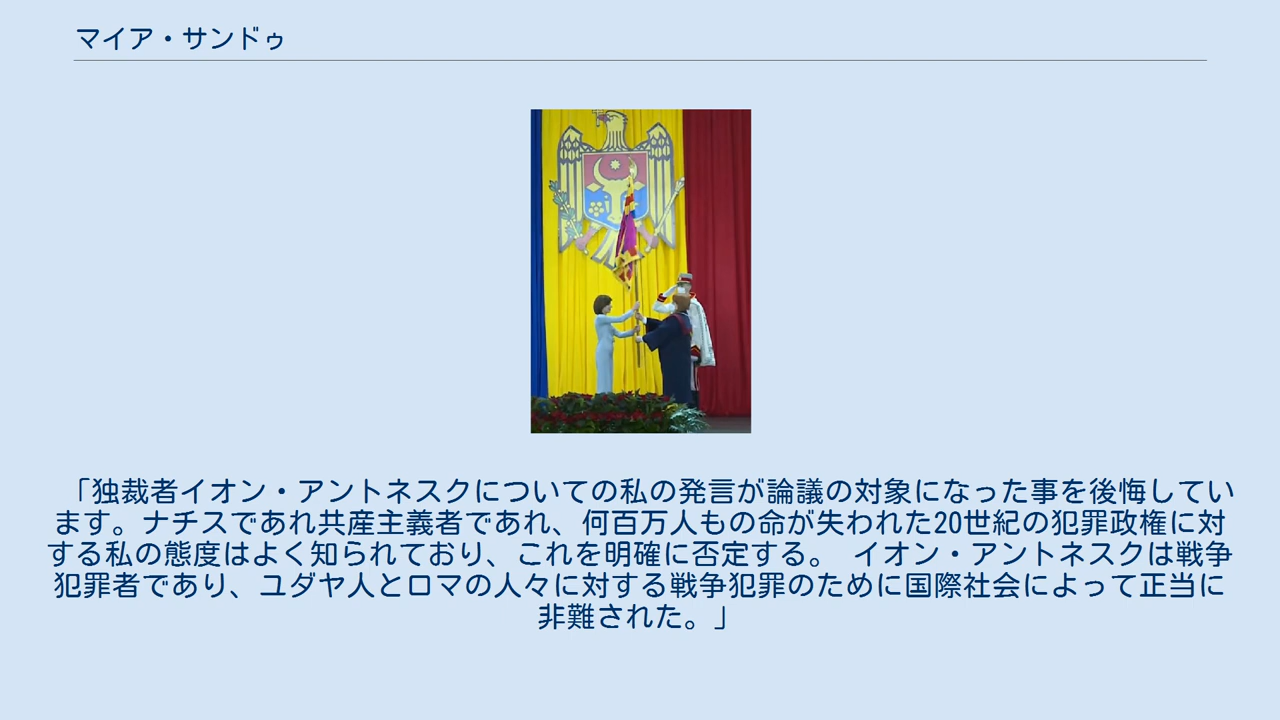 マイア・サンドゥ
「独裁者イオン・アントネスクについての私の発言が論議の対象になった事を後悔してい
ます。ナチスであれ共産主義者であれ、何百万人もの命が失われた20世紀の犯罪政権に対
する私の態度はよく知られており、これを明確に否定する。 イオン・アントネスクは戦争
犯罪者であり、ユダヤ人とロマの人々に対する戦争犯罪のために国際社会によって正当に
非難された。」